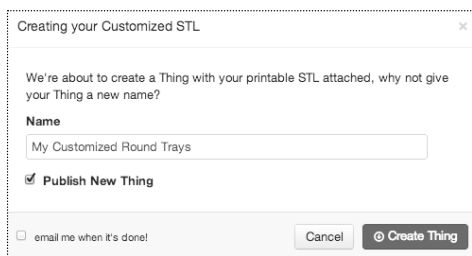 Creating your Customized STL
×
We're about to create a Thing with your printable STL attached, why not give
your Thing a new name?
Name
My Customized Round Trays
Publish New Thing
email me when it's done!
Cancel
Create Thing